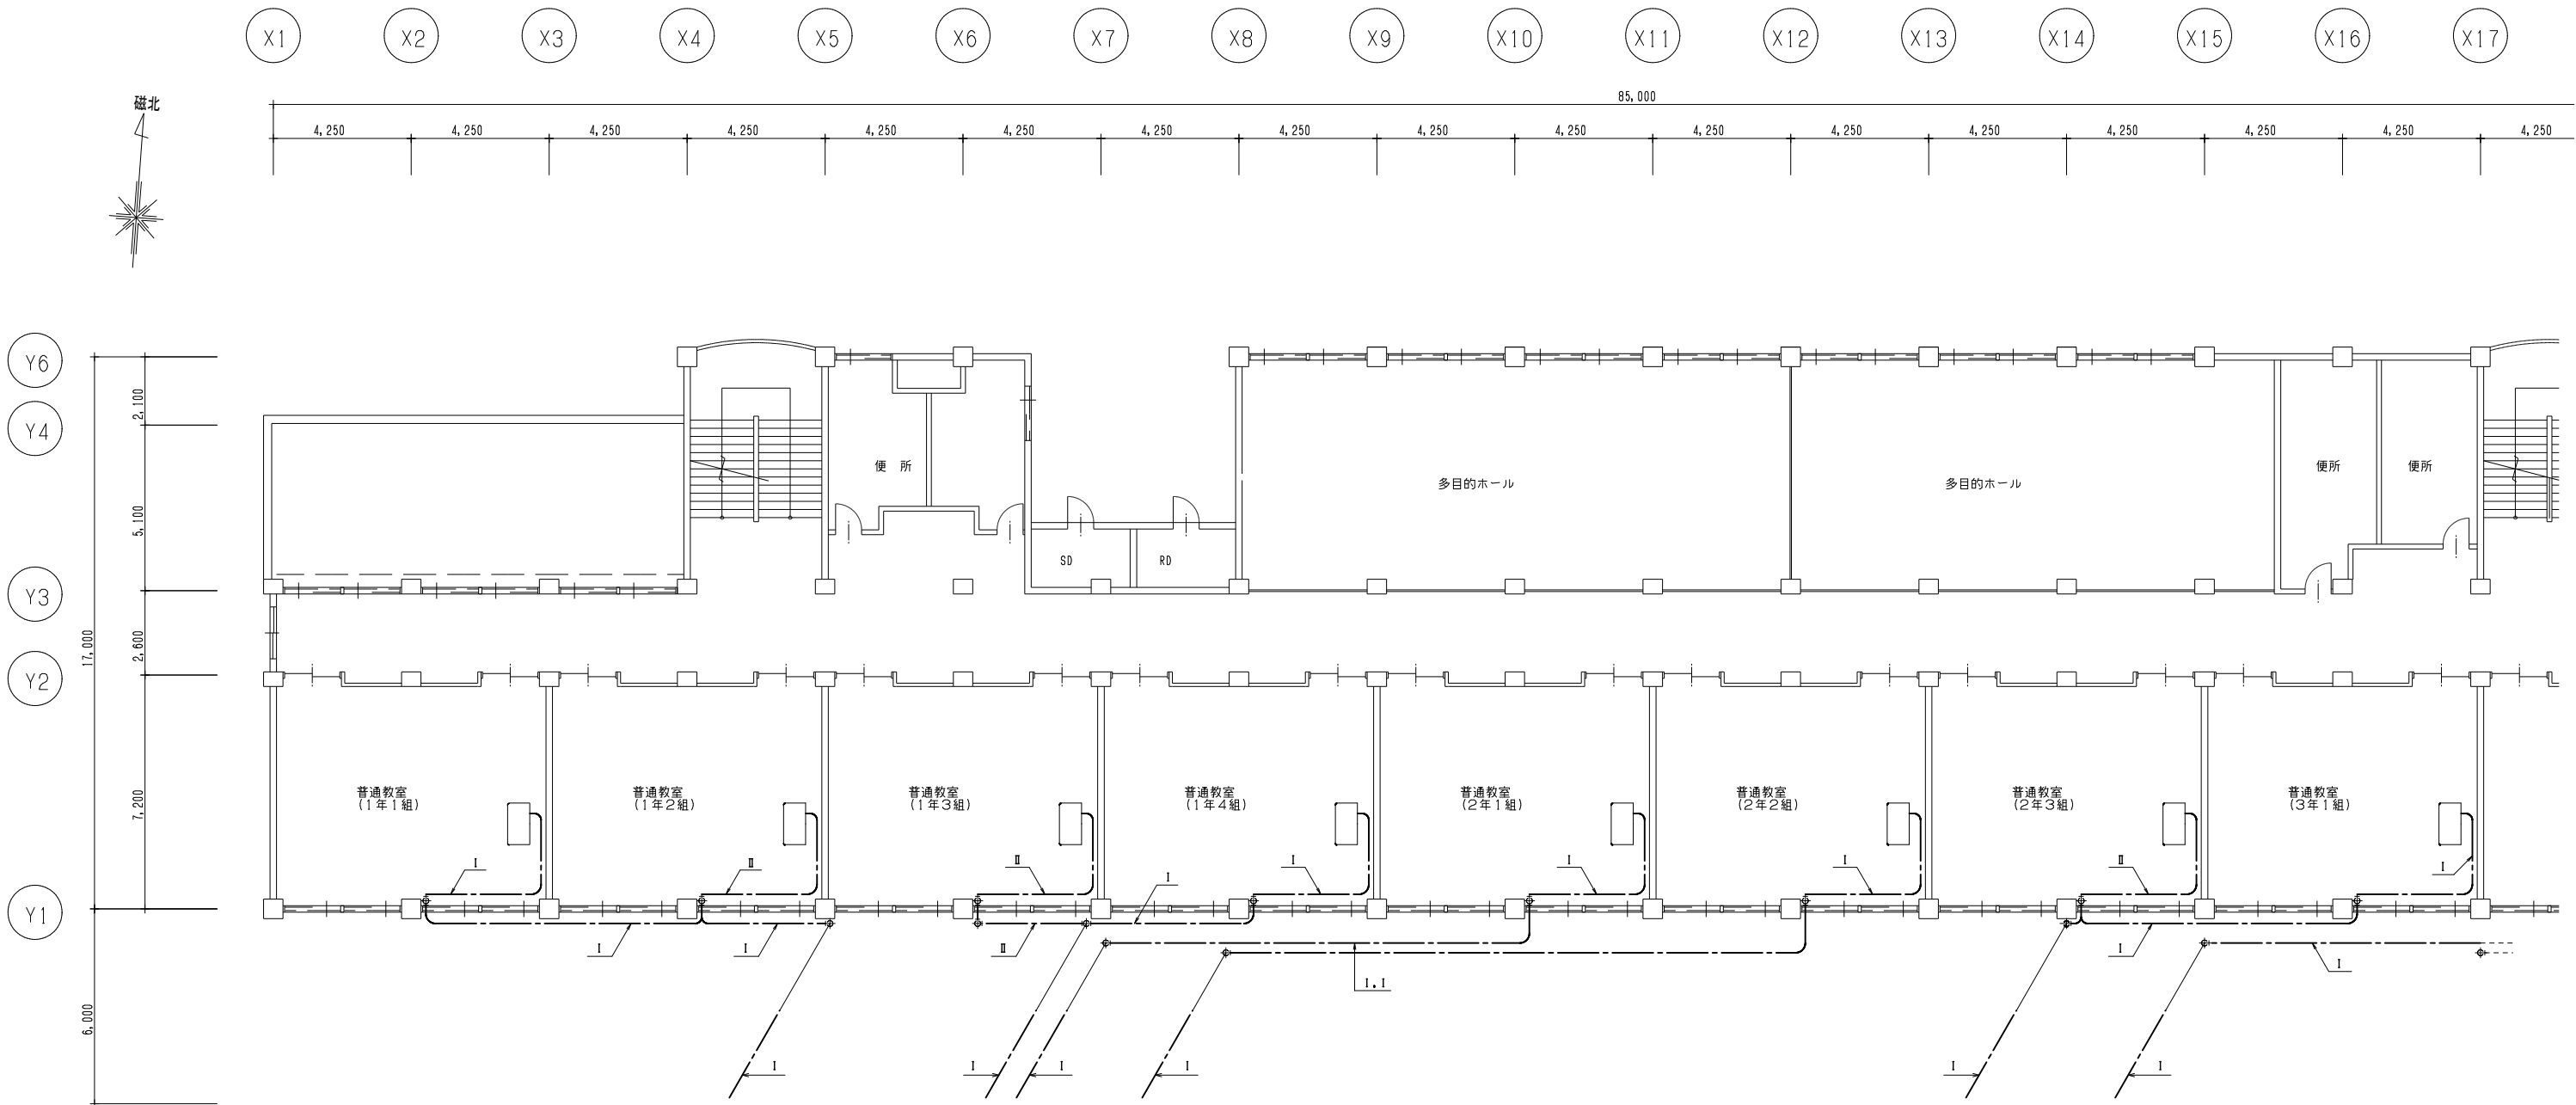 X1 X2 X3 X4 X5 X6 X7 X8 X9 X10 X11 X12 X13 X14 X15 X16 X17
磁北
85,000
4,250 4,250 4,250 4,250 4,250 4,250 4,250 4,250 4,250 4,250 4,250 4,250 4,250 4,250 4,250 4,250 4,250
Y6
2,100
Y4
便 所
便所
便所
多目的ホール
多目的ホール
5,100
SD
RD
Y3
17,000
2,600
Y2
7,200
普通教室
(1年1組)
普通教室
(1年2組)
普通教室
(1年3組)
普通教室
(1年4組)
普通教室
(2年1組)
普通教室
(2年2組)
普通教室
(2年3組)
普通教室
(3年1組)
I
II
II
I
I
I
II
I
I
Y1
I
I
II
I
I
I.I
6,000
I
I
I
I
I
I